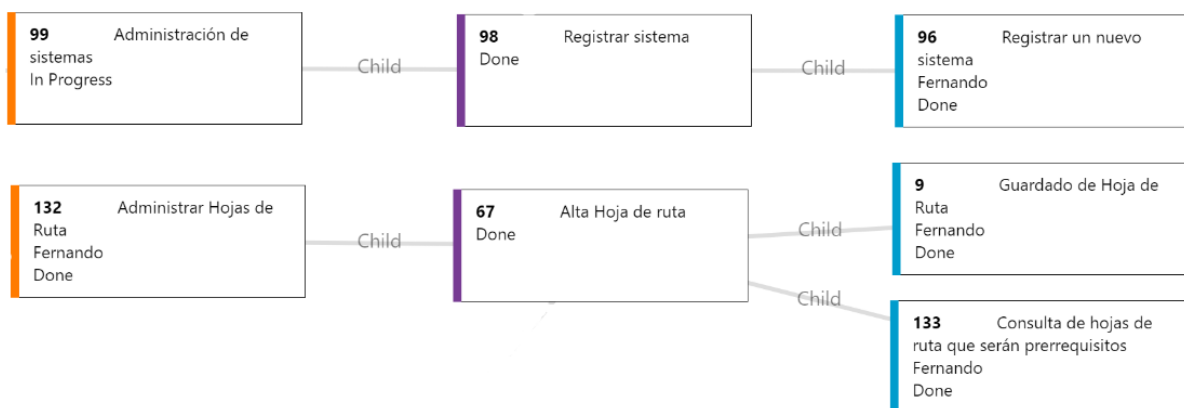 99 Administración de
sistemas
In Progress
Child
98 Registrar sistema
Done
Child
96 Registrar un nuevo
sistema
Fernando
Done
132 Administrar Hojas de
Ruta
Fernando
Done
Child
67 Alta Hoja de ruta
Done
Child
9 Guardado de Hoja de
Ruta
Fernando
Done
Child
133 Consulta de hojas de
ruta que serán prerrequisitos
Fernando
Done